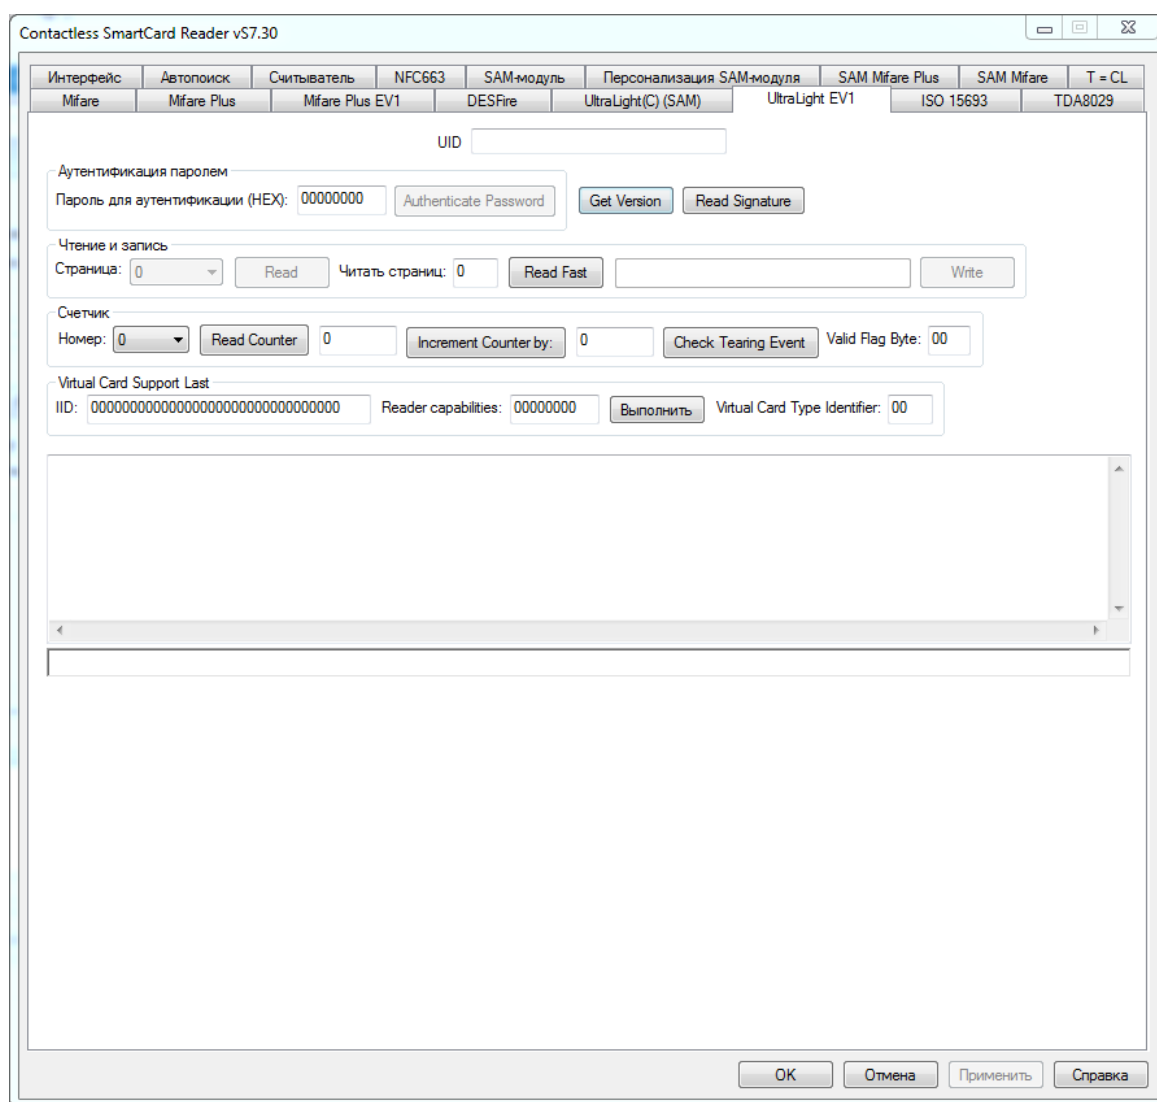 Contactless SmartCard Reader vS7.30
Интерфейс Автопоиск Считыватель NFC663 SAM-модуль Персонализация SAM-модуля SAM Mifare Plus SAM Mifare T = CL
Mifare Mifare Plus Mifare Plus EV1 DESFire UltraLight(C) (SAM) UltraLight EV1 ISO 15693 TDA8029
UID
Аутентификация паролем
Пароль для аутентификации (HEX): 00000000 Authenticate Password Get Version Read Signature
Чтение и запись
Страница: 0 Read Читать страниц: 0 Read Fast Write
Счетчик
Номер: 0 Read Counter 0 Increment Counter by: 0 Check Tearing Event Valid Flag Byte: 00
Virtual Card Support Last
IID: 00000000000000000000000000000000 Reader capabilities: 00000000 Выполнить Virtual Card Type Identifier: 00
OK Отмена Применить Справка